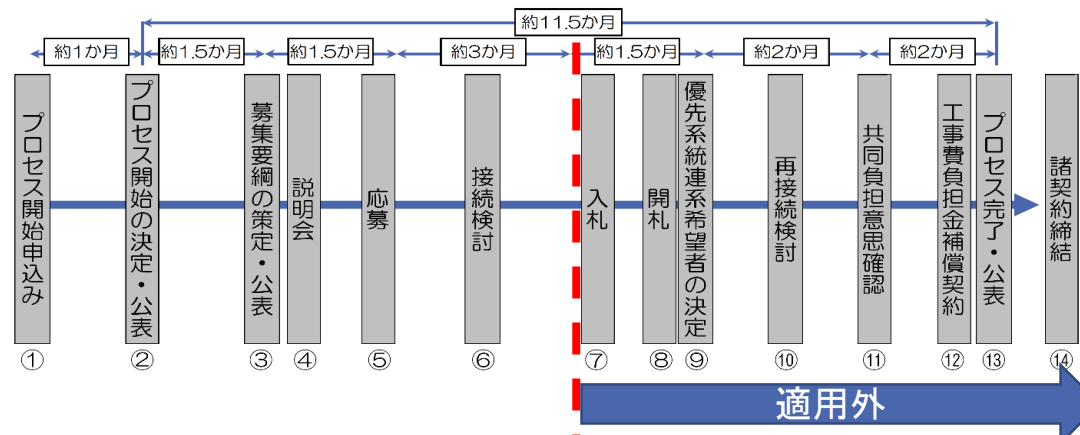 約11.5か月
約1か月
約1.5か月
約1.5か月
約3か月
約1.5か月
約2か月
約2か月
プロセス開始申込み
プロセス開始の決定・公表
募集要綱の策定・公表
説明会
応募
接続検討
入札
開札
優先系統連系希望者の決定
再接続検討
共同負担意思確認
工事費負担金補償契約
プロセス完了・公表
諸契約締結
①
②
③
④
⑤
⑥
⑦
⑧
⑨
⑩
⑪
⑫
⑬
⑭
適用外